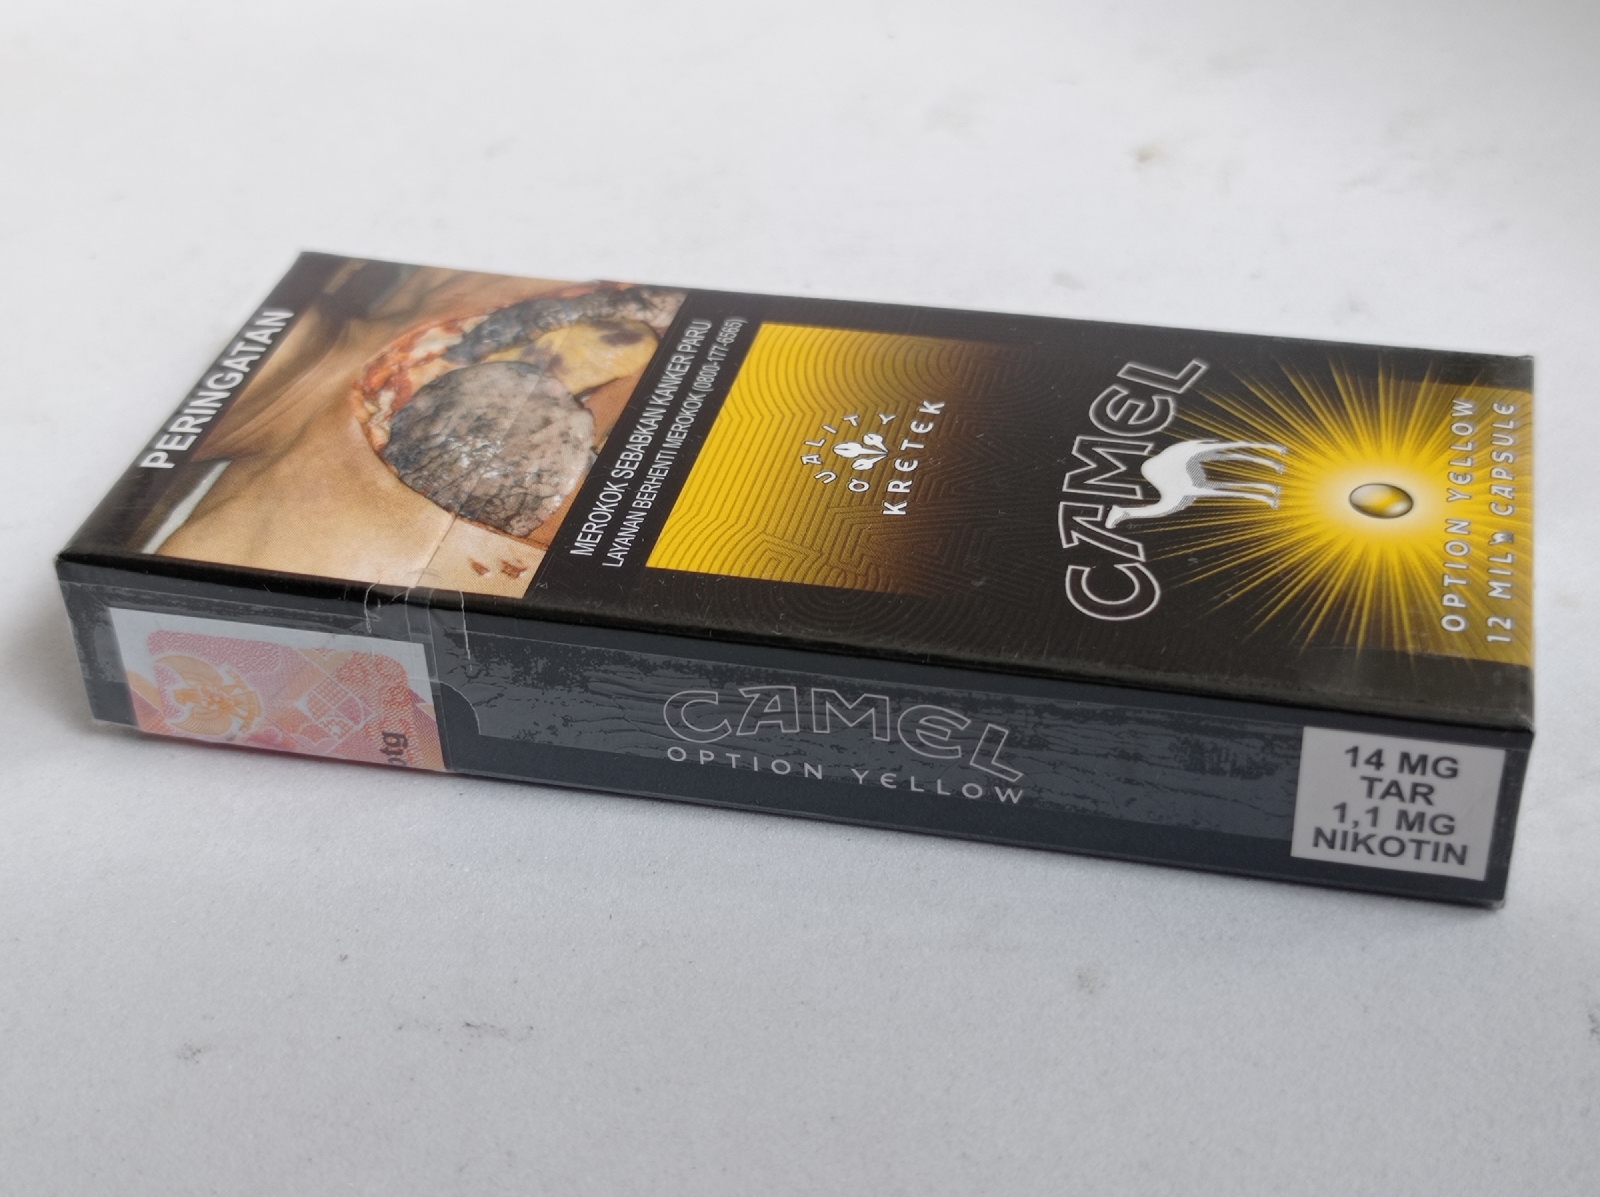 PERINGATAN
MEROKOK SEBABKAN KANKER PARU
LAYANAN BERHENTI MEROKOK (0800-177-6565)
KRETEK
CAMEL
OPTION YELLOW
12 MILD CAPSULE
CAMEL
OPTION YELLOW
14 MG
TAR
1,1 MG
NIKOTIN